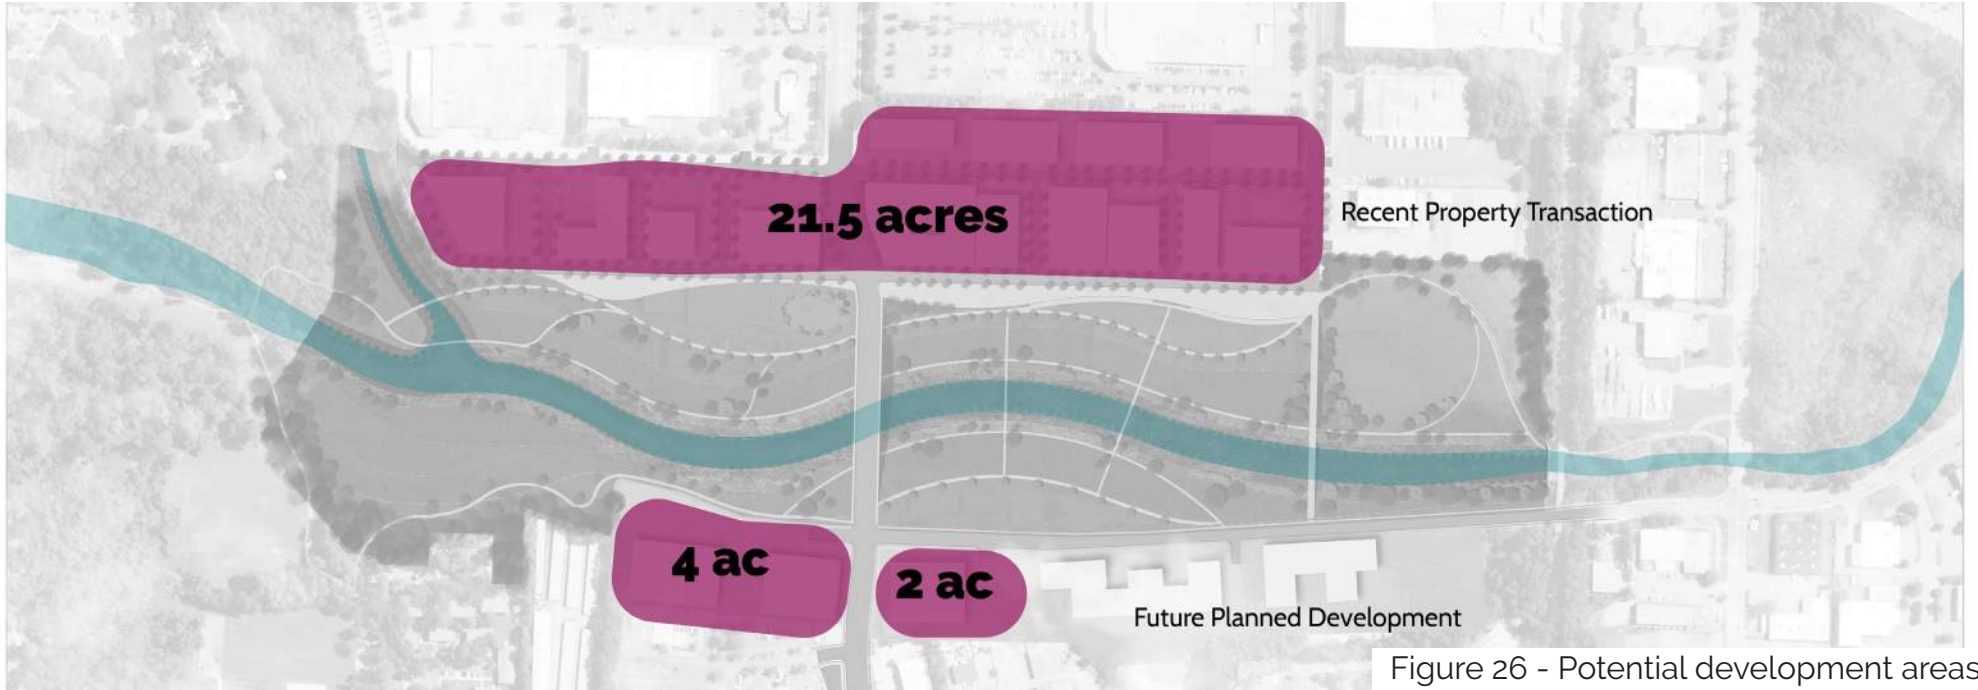 21.5 acres
Recent Property Transaction
4 ac
2 ac
Future Planned Development
Figure 26 - Potential development areas